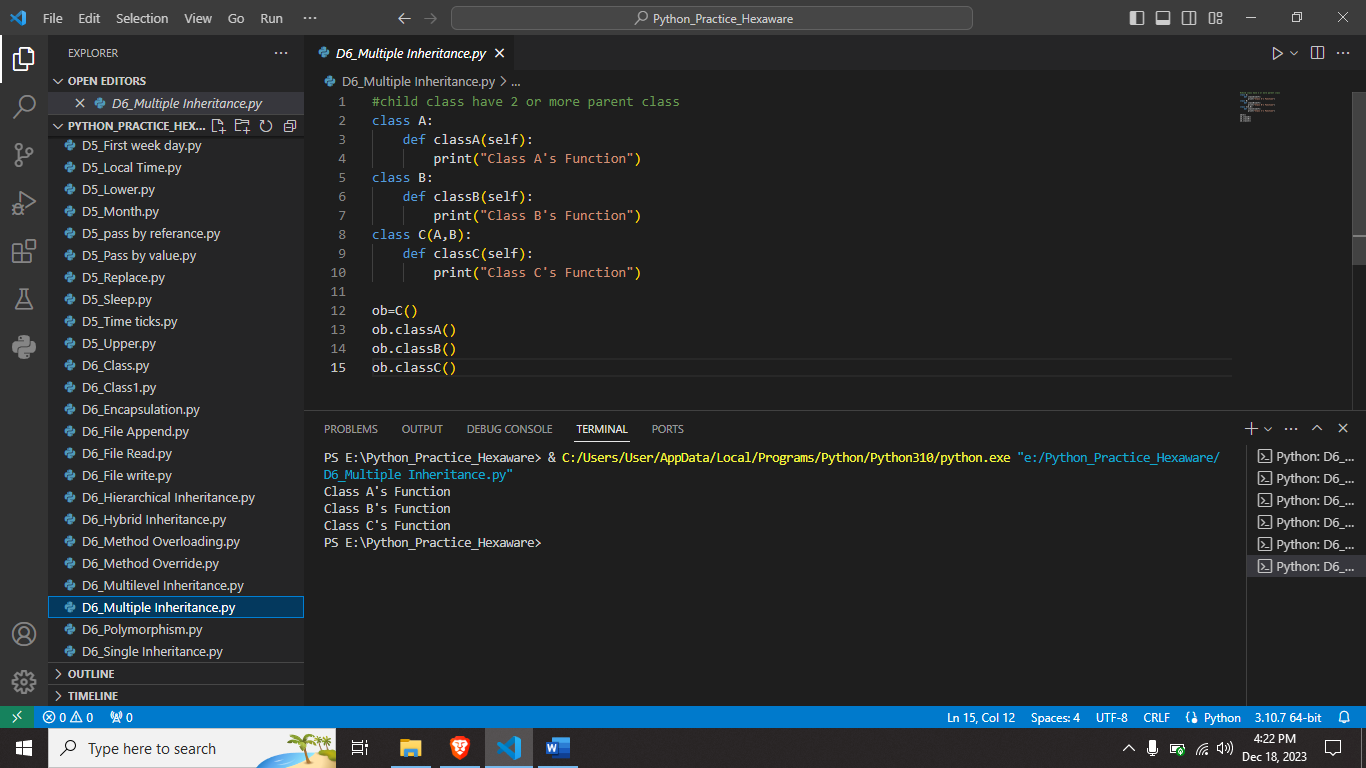 File Edit Selection View Go Run ··· Python_Practice_Hexaware
EXPLORER ···
OPEN EDITORS
D6_Multiple Inheritance.py
PYTHON_PRACTICE_HEX...
D5_First week day.py
D5_Local Time.py
D5_Lower.py
D5_Month.py
D5_pass by referance.py
D5_Pass by value.py
D5_Replace.py
D5_Sleep.py
D5_Time ticks.py
D5_Upper.py
D6_Class.py
D6_Class1.py
D6_Encapsulation.py
D6_File Append.py
D6_File Read.py
D6_File write.py
D6_Hierarchical Inheritance.py
D6_Hybrid Inheritance.py
D6_Method Overloading.py
D6_Method Override.py
D6_Multilevel Inheritance.py
D6_Multiple Inheritance.py
D6_Polymorphism.py
D6_Single Inheritance.py
OUTLINE
TIMELINE
D6_Multiple Inheritance.py
D6_Multiple Inheritance.py > ...
1 #child class have 2 or more parent class
2 class A:
3     def classA(self):
4         print("Class A's Function")
5 class B:
6     def classB(self):
7         print("Class B's Function")
8 class C(A,B):
9     def classC(self):
10         print("Class C's Function")
11
12 ob=C()
13 ob.classA()
14 ob.classB()
15 ob.classC()
PROBLEMS OUTPUT DEBUG CONSOLE TERMINAL PORTS
PS E:\Python_Practice_Hexaware> & C:/Users/User/AppData/Local/Programs/Python/Python310/python.exe "e:/Python_Practice_Hexaware/
D6_Multiple Inheritance.py"
Class A's Function
Class B's Function
Class C's Function
PS E:\Python_Practice_Hexaware>
Python: D6_...
Python: D6_...
Python: D6_...
Python: D6_...
Python: D6_...
Python: D6_...
0 0 0 Ln 15, Col 12 Spaces: 4 UTF-8 CRLF Python 3.10.7 64-bit
Type here to search
4:22 PM
Dec 18, 2023